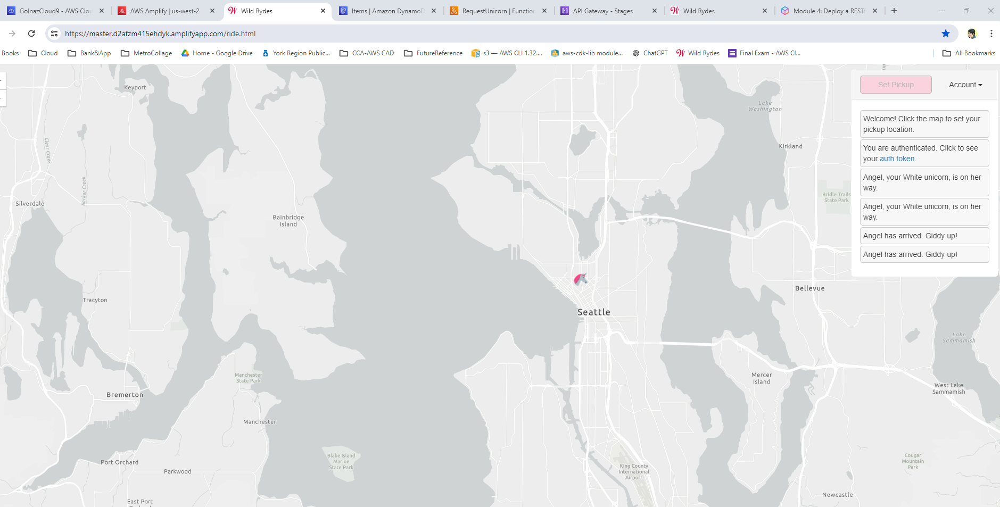 GolnazCloud9 - AWS Clou
AWS Amplify | us-west-2
Wild Rydes
Items | Amazon DynamoD
RequestUnicorn | Function
API Gateway - Stages
Wild Rydes
Module 4: Deploy a RESTf
https://master.d2afzm415ehdyk.amplifyapp.com/ride.html
Books
Cloud
Bank&App
MetroCollage
Home - Google Drive
York Region Public...
CCA-AWS CAD
FutureReference
s3 — AWS CLI 1.32....
aws-cdk-lib module...
ChatGPT
Wild Rydes
Final Exam - AWS Cl...
All Bookmarks
Set Pickup
Account
Welcome! Click the map to set your
pickup location.
You are authenticated. Click to see
your auth token.
Angel, your White unicorn, is on her
way.
Angel, your White unicorn, is on her
way.
Angel has arrived. Giddy up!
Angel has arrived. Giddy up!
Keyport
Lake
Washington
Clear Creek
Kirkland
Barker Creek
Silverdale
Bridle Trails
State Park
Bainbridge
Island
Bellevue
Tracyton
Seattle
Lake
Sammamish
Manchester
State Park
Mercer
Island
West Lake
Sammamish
Bremerton
Manchester
Blake Island
Marine
State Park
Port Orchard
Parkwood
King County
International
Airport
Cougar
Mountain
Park
Newcastle
East Port